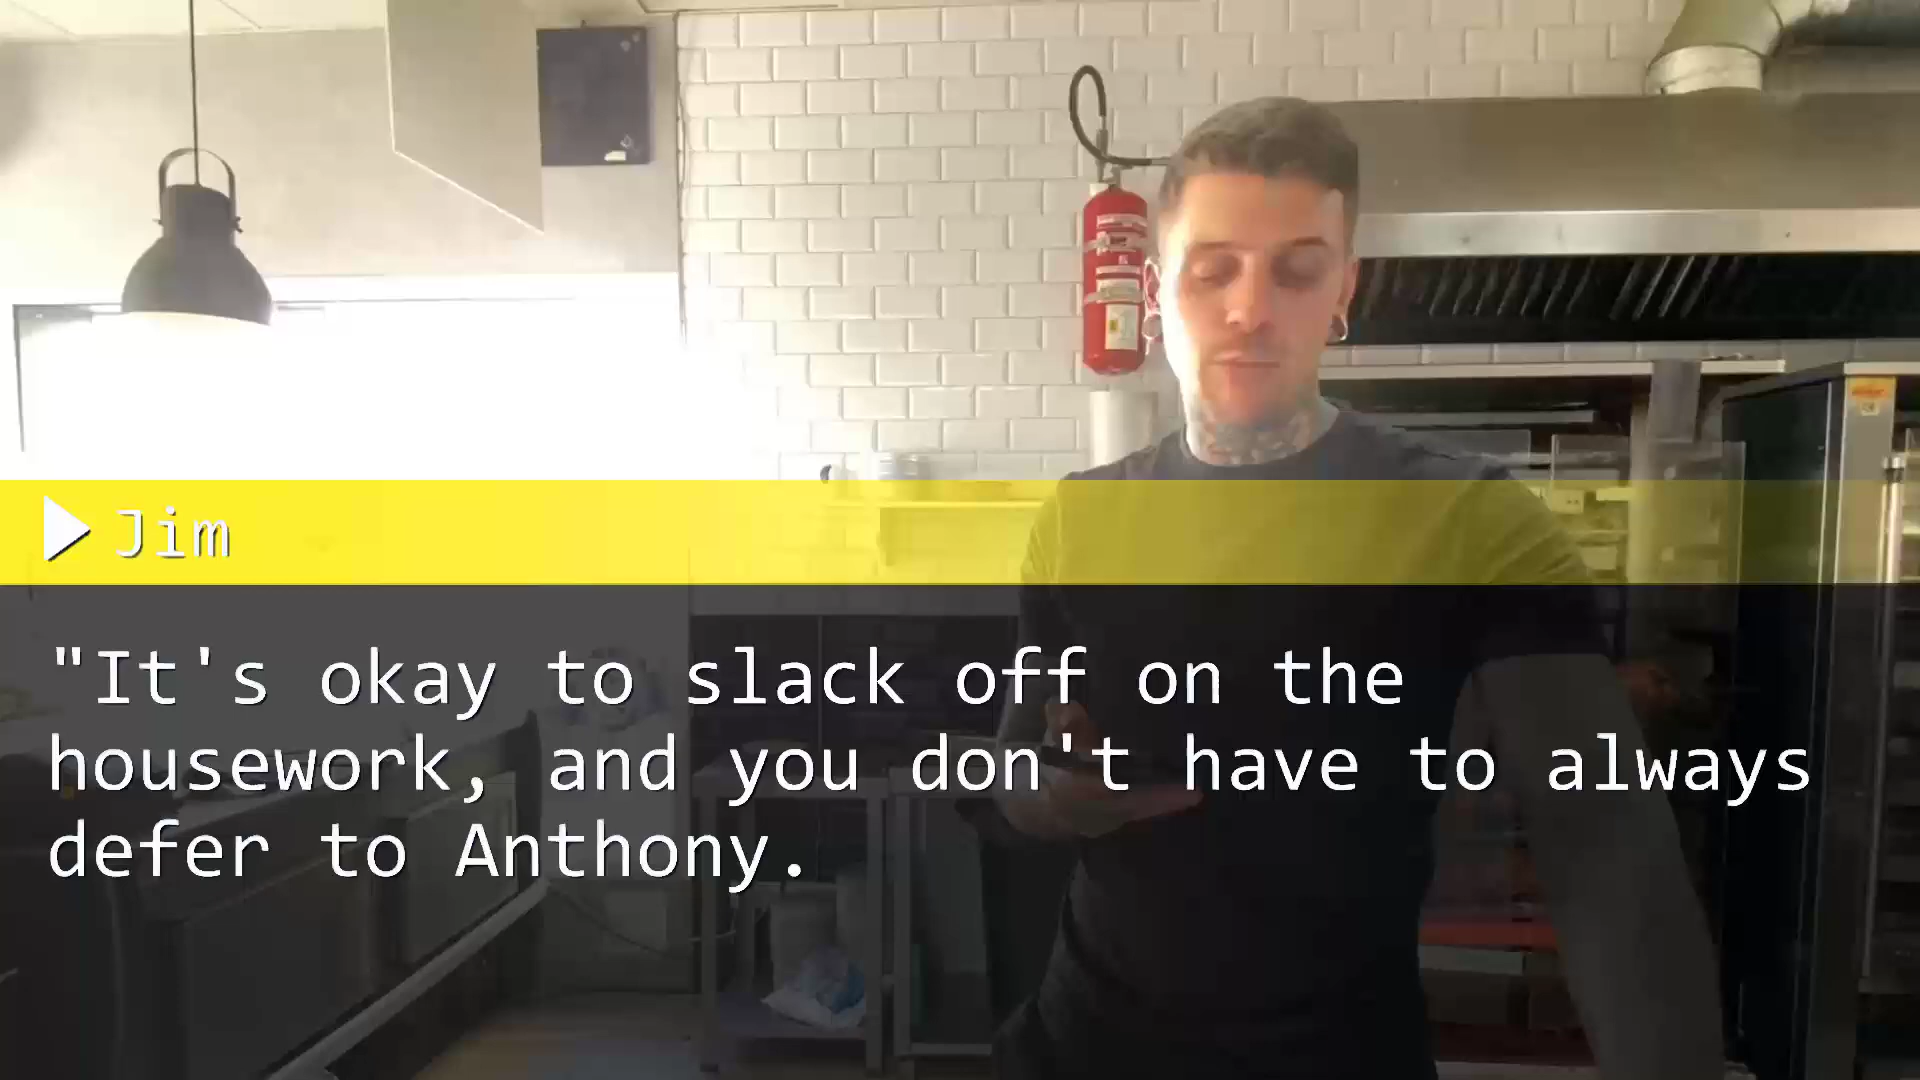 Jim
"It's okay to slack off on the
housework, and you don't have to always
defer to Anthony.